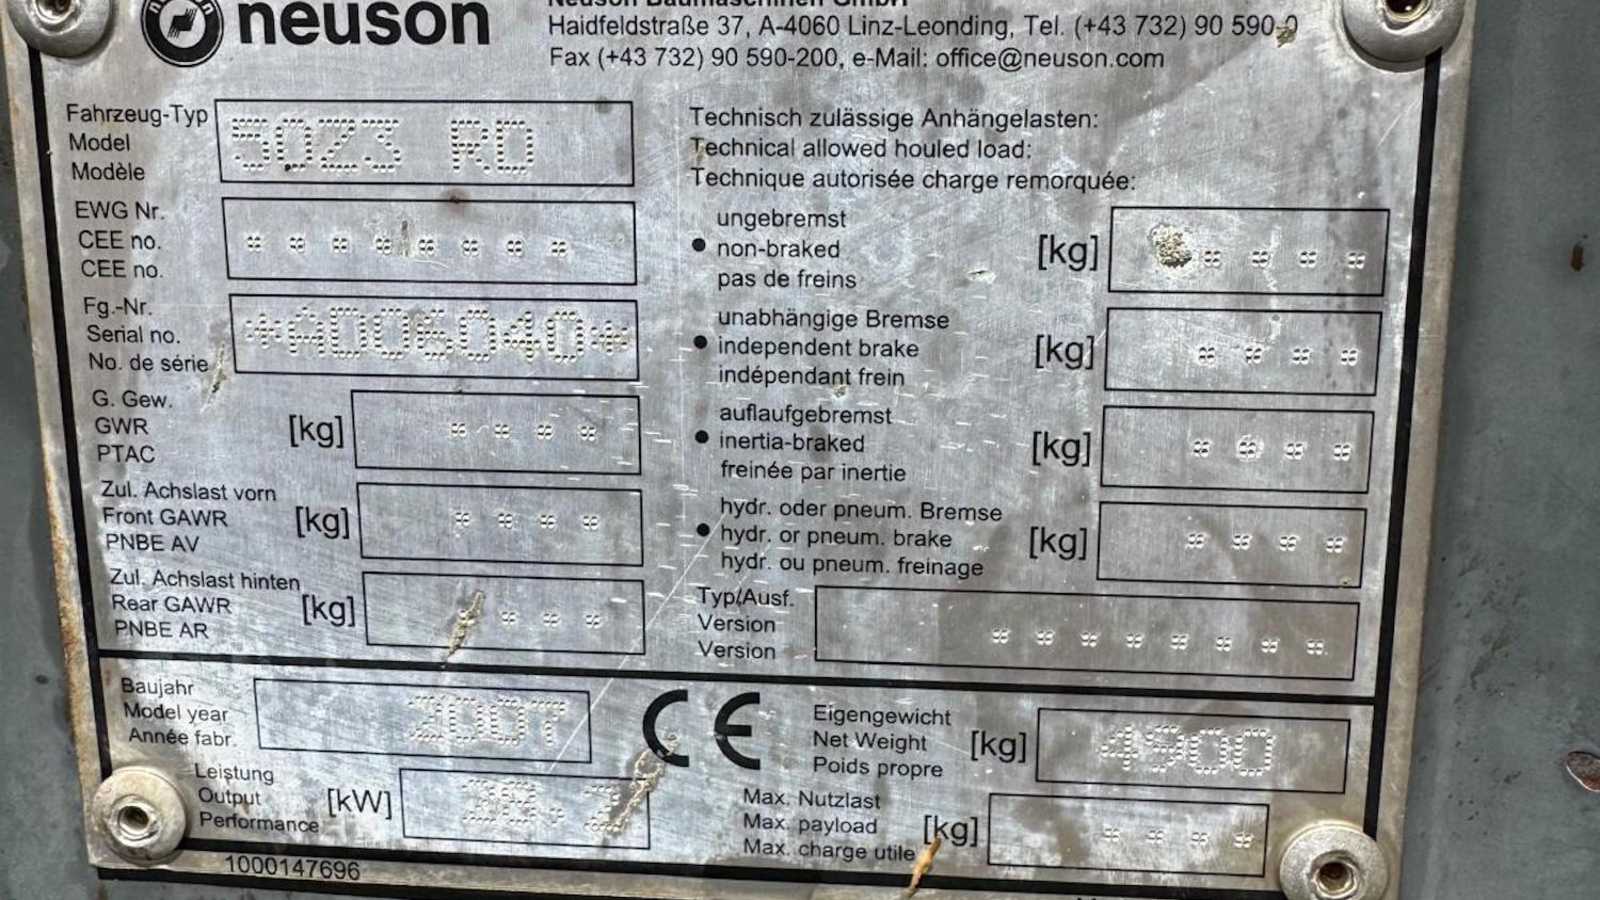 neuson
Neuson Baumaschinen GmbH
Haidfeldstraße 37, A-4060 Linz-Leonding, Tel. (+43 732) 90 590-0
Fax (+43 732) 90 590-200, e-Mail: office@neuson.com
Fahrzeug-Typ
Model
Modèle
5023 RD
EWG Nr.
CEE no.
CEE no.
* * * * * * * *
Fg.-Nr.
Serial no.
No. de série
*AD06040*
G. Gew.
GWR
PTAC
[kg]
* * * *
Zul. Achslast vorn
Front GAWR
PNBE AV
[kg]
* * * *
Zul. Achslast hinten
Rear GAWR
PNBE AR
[kg]
* * * *
Technisch zulässige Anhängelasten:
Technical allowed houled load:
Technique autorisée charge remorquée:
ungebremst
• non-braked
pas de freins
[kg]
* * * *
unabhängige Bremse
• independent brake
indépendant frein
[kg]
* * * *
auflaufgebremst
• inertia-braked
freinée par inertie
[kg]
* * * *
hydr. oder pneum. Bremse
• hydr. or pneum. brake
hydr. ou pneum. freinage
[kg]
* * * *
Typ/Ausf.
Version
Version
* * * * * * * *
Baujahr
Model year
Année fabr.
2007
Leistung
Output
Performance
[kW]
CE
Eigengewicht
Net Weight
Poids propre
[kg]
4900
Max. Nutzlast
Max. payload
Max. charge utile
[kg]
* * * *
1000147696